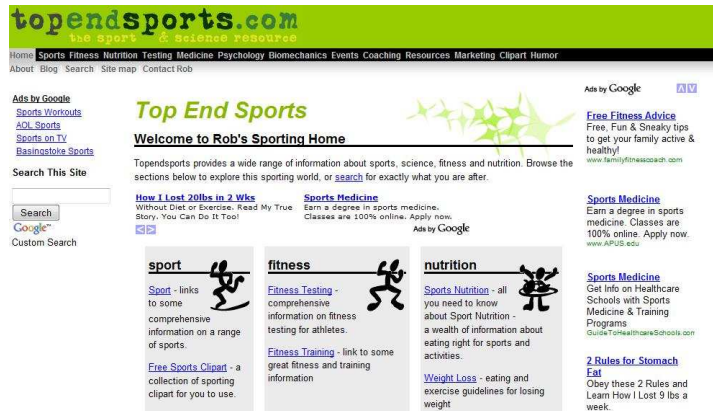 topendsports.com
the sport & science resource
Home Sports Fitness Nutrition Testing Medicine Psychology Biomechanics Events Coaching Resources Marketing Clipart Humor
About Blog Search Site map Contact Rob
Ads by Google
Sports Workouts
AOL Sports
Sports on TV
Basingstoke Sports
Search This Site
Search
Google™
Custom Search
Top End Sports
Welcome to Rob's Sporting Home
Topendsports provides a wide range of information about sports, science, fitness and nutrition. Browse the
sections below to explore this sporting world, or search for exactly what you are after.
How I Lost 20lbs in 2 Wks
Without Diet or Exercise. Read My True
Story. You Can Do It Too!
Sports Medicine
Earn a degree in sports medicine.
Classes are 100% online. Apply now.
Ads by Google
sport
Sport - links
to some
comprehensive
information on a range
of sports.
Free Sports Clipart - a
collection of sporting
clipart for you to use.
fitness
Fitness Testing -
comprehensive
information on fitness
testing for athletes.
Fitness Training - link to some
great fitness and training
information
nutrition
Sports Nutrition - all
you need to know
about Sport Nutrition -
a wealth of information about
eating right for sports and
activities.
Weight Loss - eating and
exercise guidelines for losing
weight
Ads by Google
Free Fitness Advice
Free, Fun & Sneaky tips
to get your family active &
healthy!
www.familyfitnesscoach.com
Sports Medicine
Earn a degree in sports
medicine. Classes are
100% online. Apply now.
www.APUS.edu
Sports Medicine
Get Info on Healthcare
Schools with Sports
Medicine & Training
Programs
GuideToHealthcareSchools.con
2 Rules for Stomach
Fat
Obey these 2 Rules and
Learn How I Lost 9 lbs a
week.